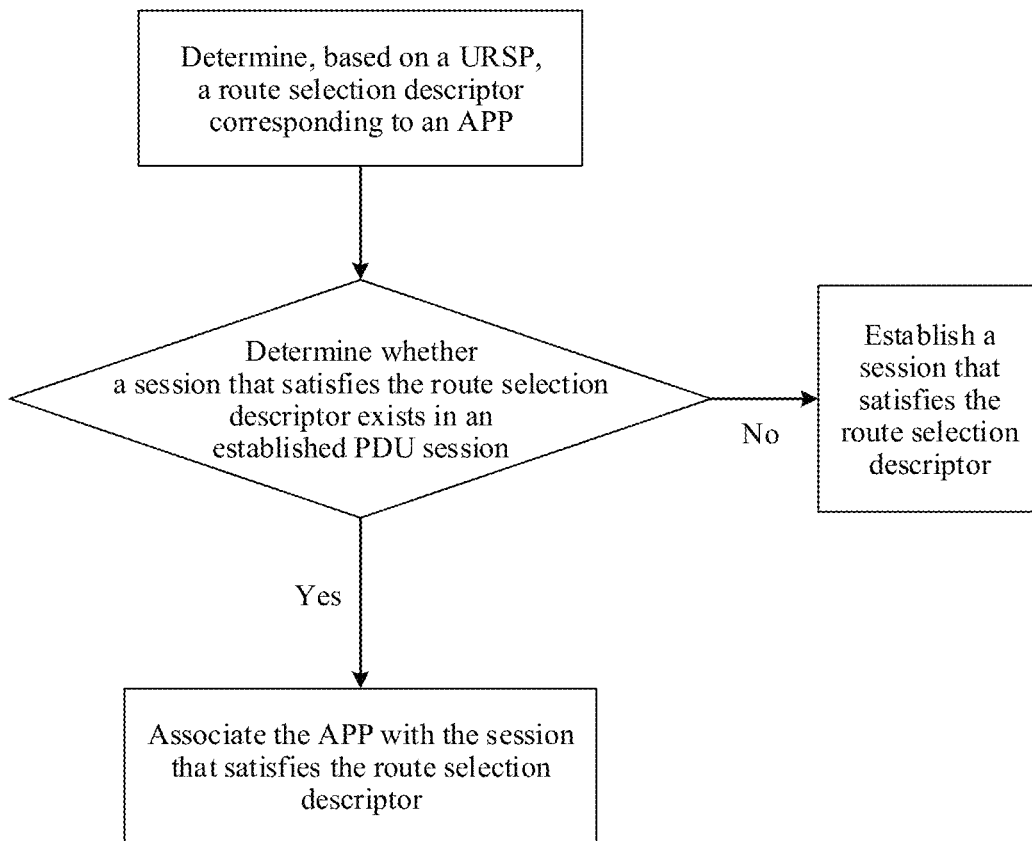 Determine, based on a URSP,
a route selection descriptor
corresponding to an APP
Determine whether
a session that satisfies the route selection
descriptor exists in an
established PDU session
No
Establish a
session that
satisfies the
route selection
descriptor
Yes
Associate the APP with the session
that satisfies the route selection
descriptor